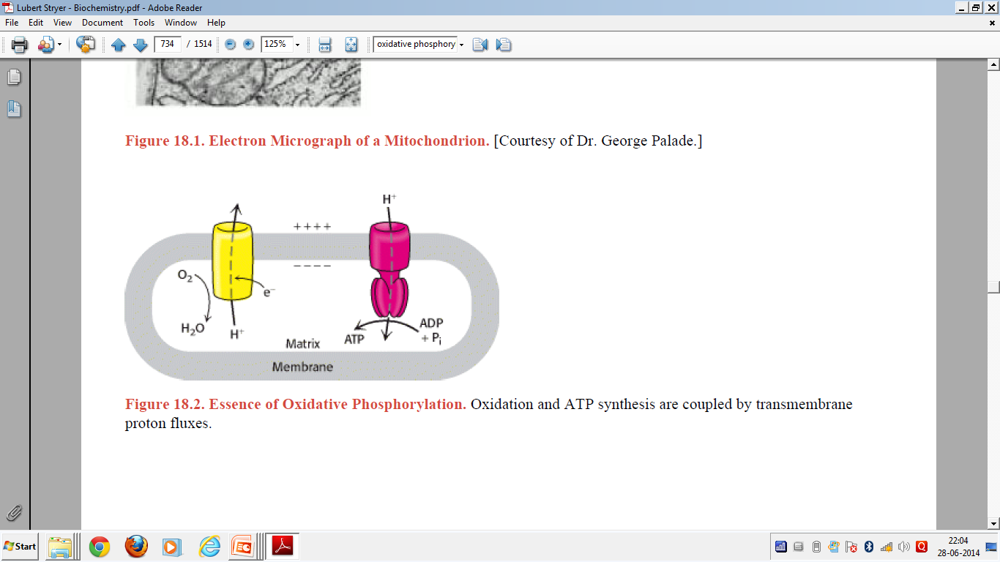 Lubert Stryer - Biochemistry.pdf - Adobe Reader
File Edit View Document Tools Window Help
734 / 1514 125% oxidative phosphory
Figure 18.1. Electron Micrograph of a Mitochondrion. [Courtesy of Dr. George Palade.]
H⁺
++++
----
O₂
e⁻
H₂O
H⁺
ADP
+ Pᵢ
ATP
Matrix
Membrane
Figure 18.2. Essence of Oxidative Phosphorylation. Oxidation and ATP synthesis are coupled by transmembrane
proton fluxes.
Start
22:04
28-06-2014